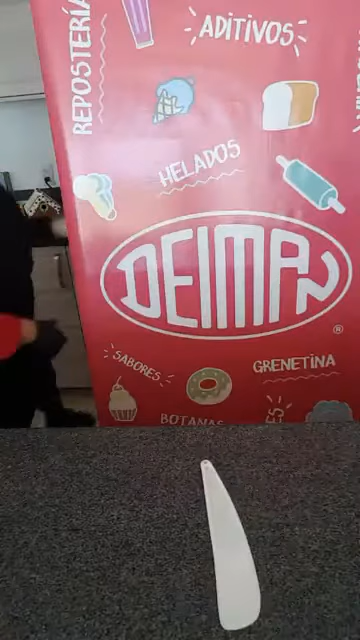 REPOSTERÍA
ADITIVOS
HELADOS
DEIMAN
®
SABORES
GRENETINA
BOTANAS